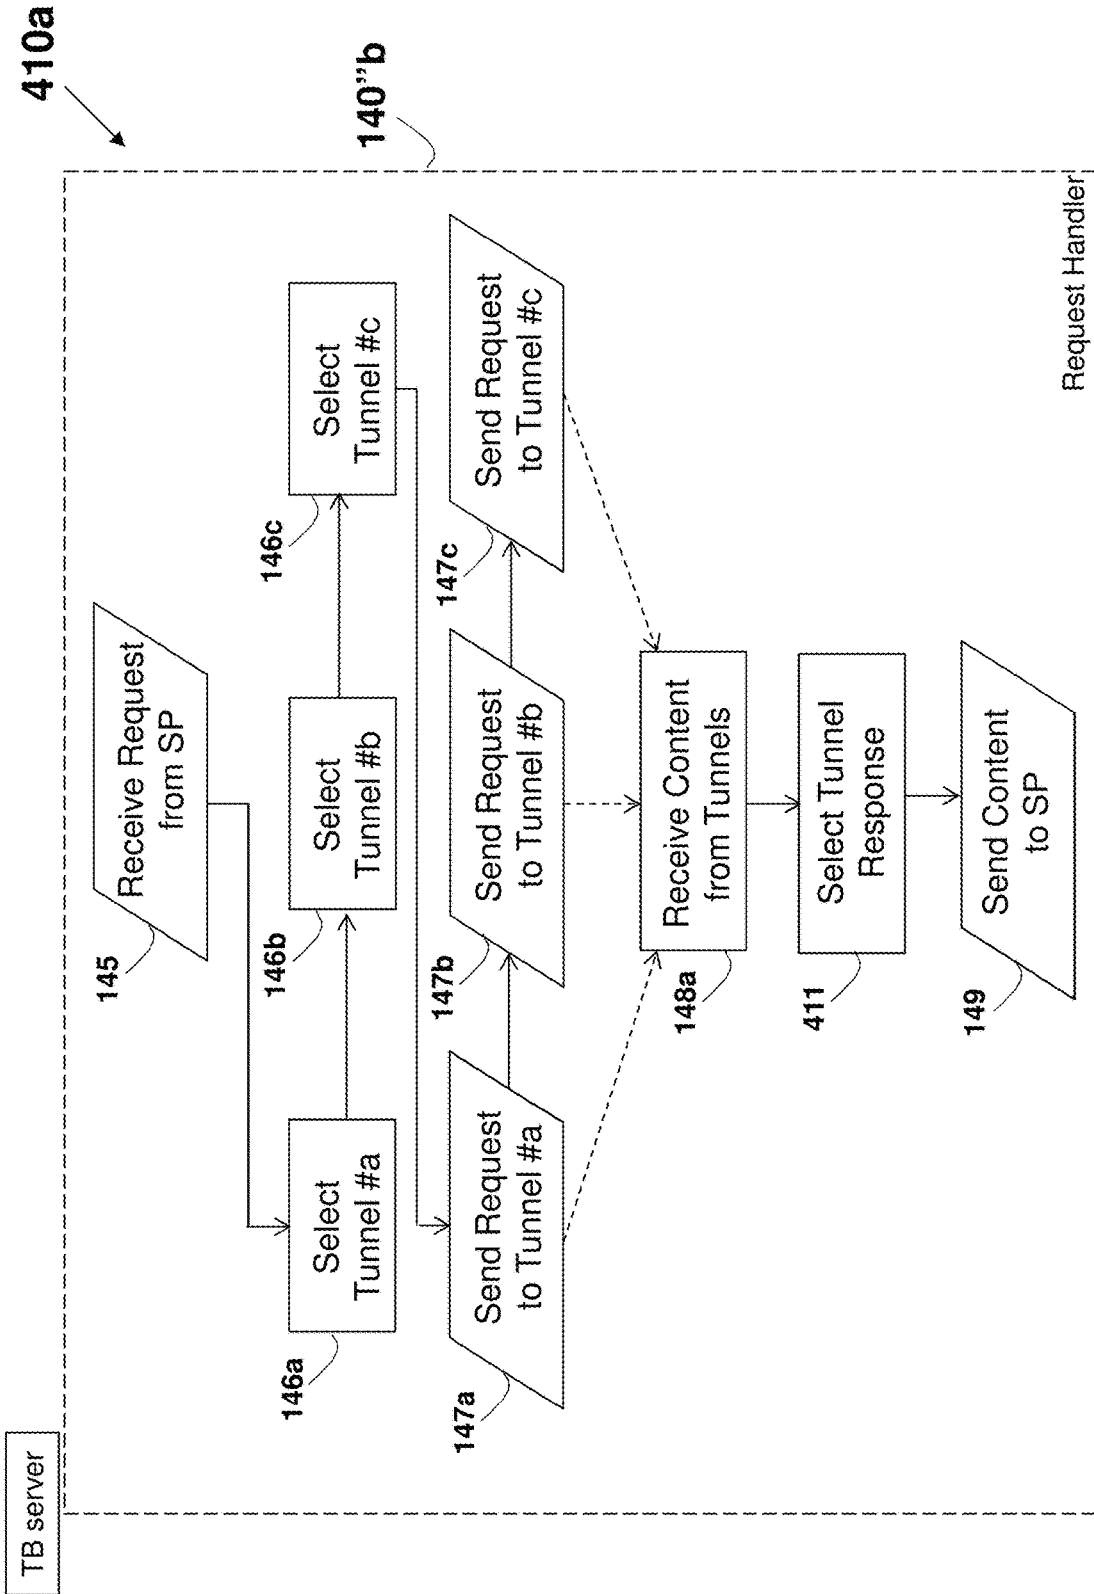 TB server
410a
140''b
Receive Request
from SP
145
Select
Tunnel #a
146a
Select
Tunnel #b
146b
Select
Tunnel #c
146c
Send Request
to Tunnel #a
147a
Send Request
to Tunnel #b
147b
Send Request
to Tunnel #c
147c
Receive Content
from Tunnels
148a
Select Tunnel
Response
411
Send Content
to SP
149
Request Handler